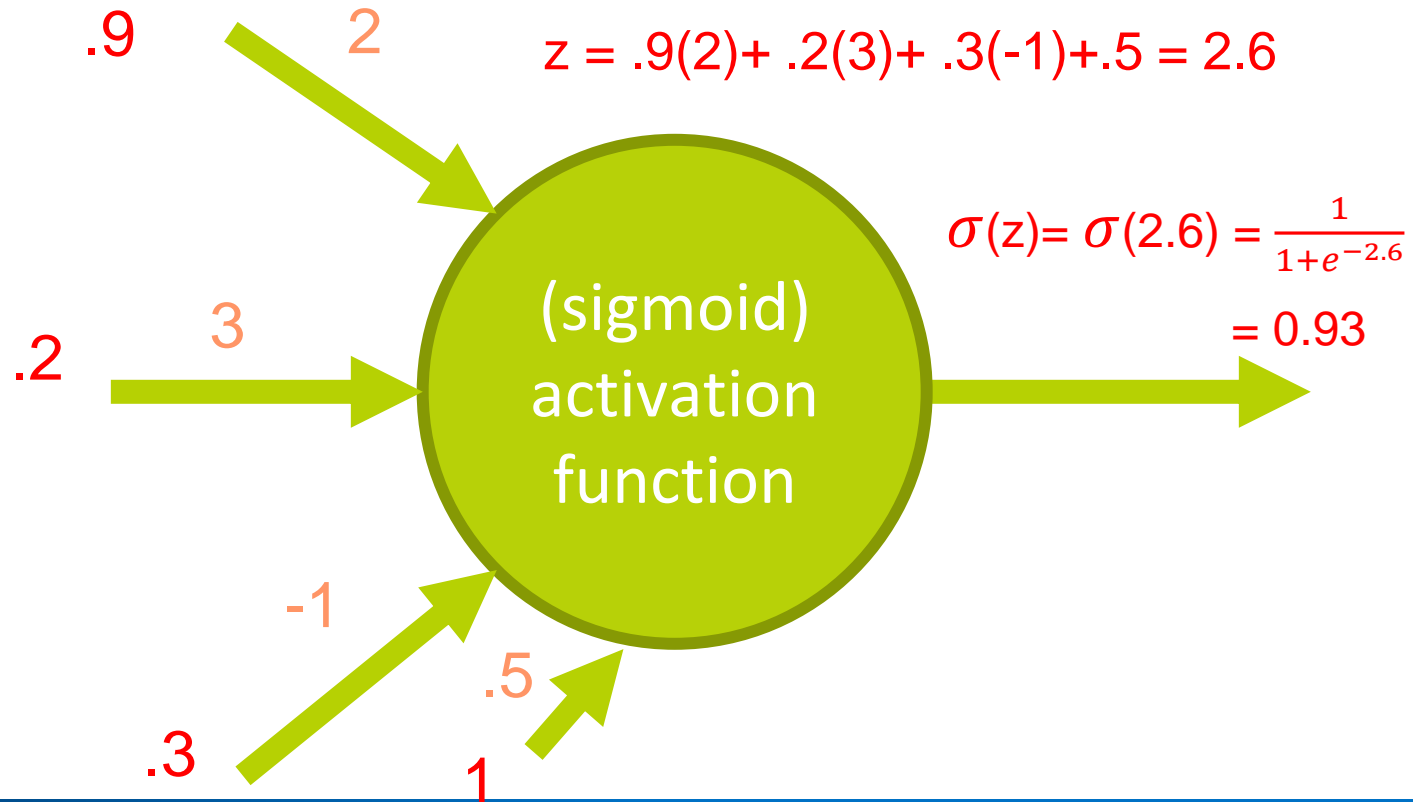 .9
2
z = .9(2)+ .2(3)+ .3(-1)+.5 = 2.6
𝜎(z)= 𝜎(2.6) = 1/(1+e^−2.6)
= 0.93
.2
3
(sigmoid)
activation
function
-1
.5
.3
1